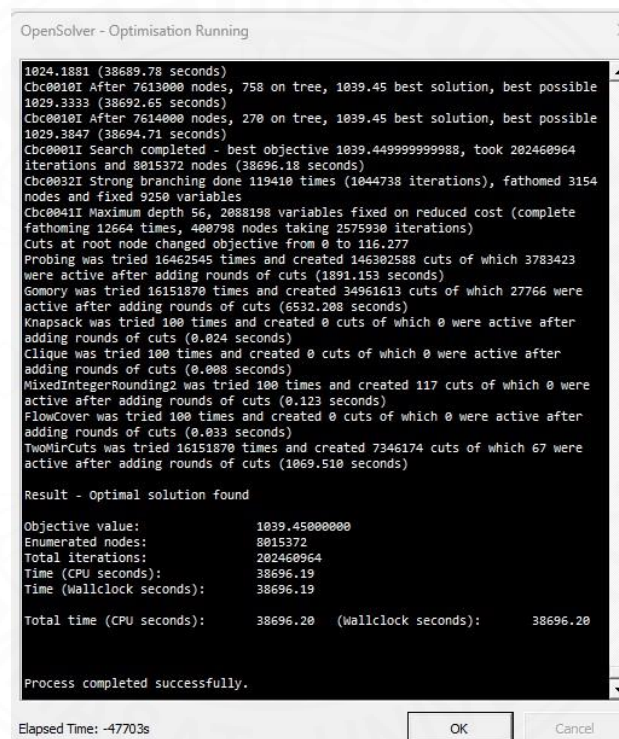 OpenSolver - Optimisation Running
1024.1881 (38689.78 seconds)
Cbc0010I After 7613000 nodes, 758 on tree, 1039.45 best solution, best possible
1029.3333 (38692.65 seconds)
Cbc0010I After 7614000 nodes, 270 on tree, 1039.45 best solution, best possible
1029.3847 (38694.71 seconds)
Cbc0001I Search completed - best objective 1039.449999999988, took 202460964
iterations and 8015372 nodes (38696.18 seconds)
Cbc0032I Strong branching done 119410 times (1044738 iterations), fathomed 3154
nodes and fixed 9250 variables
Cbc0041I Maximum depth 56, 2088198 variables fixed on reduced cost (complete
fathoming 12664 times, 400798 nodes taking 2575930 iterations)
Cuts at root node changed objective from 0 to 116.277
Probing was tried 16462545 times and created 146302588 cuts of which 3783423
were active after adding rounds of cuts (1891.153 seconds)
Gomory was tried 16151870 times and created 34961613 cuts of which 27766 were
active after adding rounds of cuts (6532.208 seconds)
Knapsack was tried 100 times and created 0 cuts of which 0 were active after
adding rounds of cuts (0.024 seconds)
Clique was tried 100 times and created 0 cuts of which 0 were active after
adding rounds of cuts (0.008 seconds)
MixedIntegerRounding2 was tried 100 times and created 117 cuts of which 0 were
active after adding rounds of cuts (0.123 seconds)
FlowCover was tried 100 times and created 0 cuts of which 0 were active after
adding rounds of cuts (0.033 seconds)
TwoMirCuts was tried 16151870 times and created 7346174 cuts of which 67 were
active after adding rounds of cuts (1069.510 seconds)
Result - Optimal solution found
Objective value: 1039.45000000
Enumerated nodes: 8015372
Total iterations: 202460964
Time (CPU seconds): 38696.19
Time (Wallclock seconds): 38696.19
Total time (CPU seconds): 38696.20 (Wallclock seconds): 38696.20
Process completed successfully.
Elapsed Time: -47703s OK Cancel